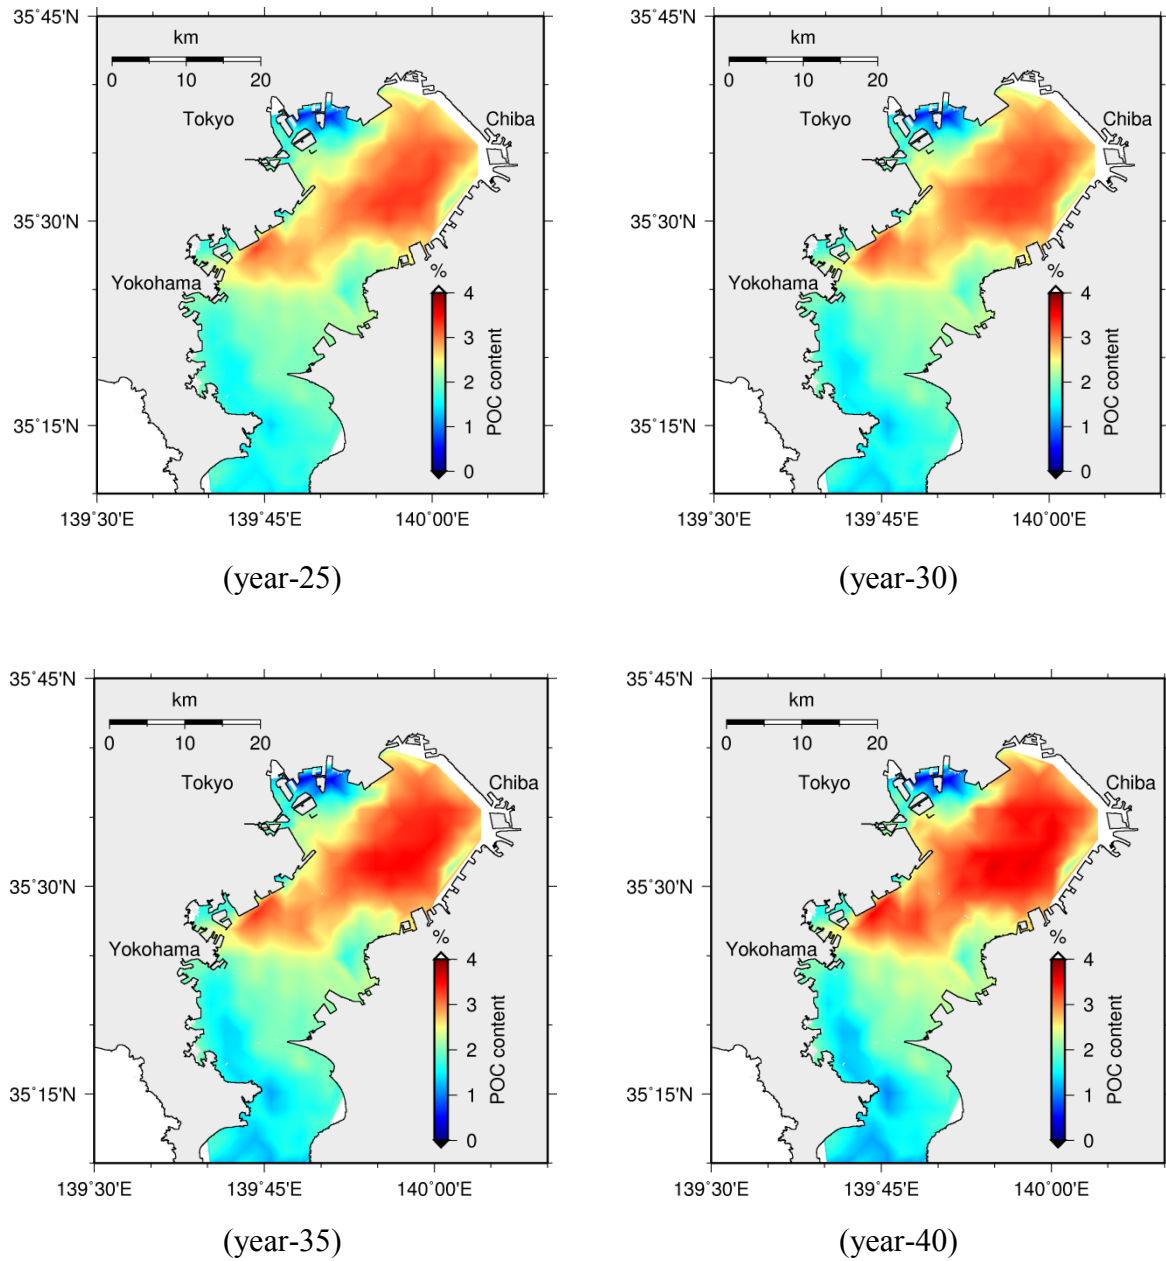 35°45'N
km
0 10 20
Tokyo
Chiba
35°30'N
Yokohama
%
4
3
2
1
0
POC content
35°15'N
139°30'E 139°45'E 140°00'E
(year-25)
35°45'N
km
0 10 20
Tokyo
Chiba
35°30'N
Yokohama
%
4
3
2
1
0
POC content
35°15'N
139°30'E 139°45'E 140°00'E
(year-30)
35°45'N
km
0 10 20
Tokyo
Chiba
35°30'N
Yokohama
%
4
3
2
1
0
POC content
35°15'N
139°30'E 139°45'E 140°00'E
(year-35)
35°45'N
km
0 10 20
Tokyo
Chiba
35°30'N
Yokohama
%
4
3
2
1
0
POC content
35°15'N
139°30'E 139°45'E 140°00'E
(year-40)